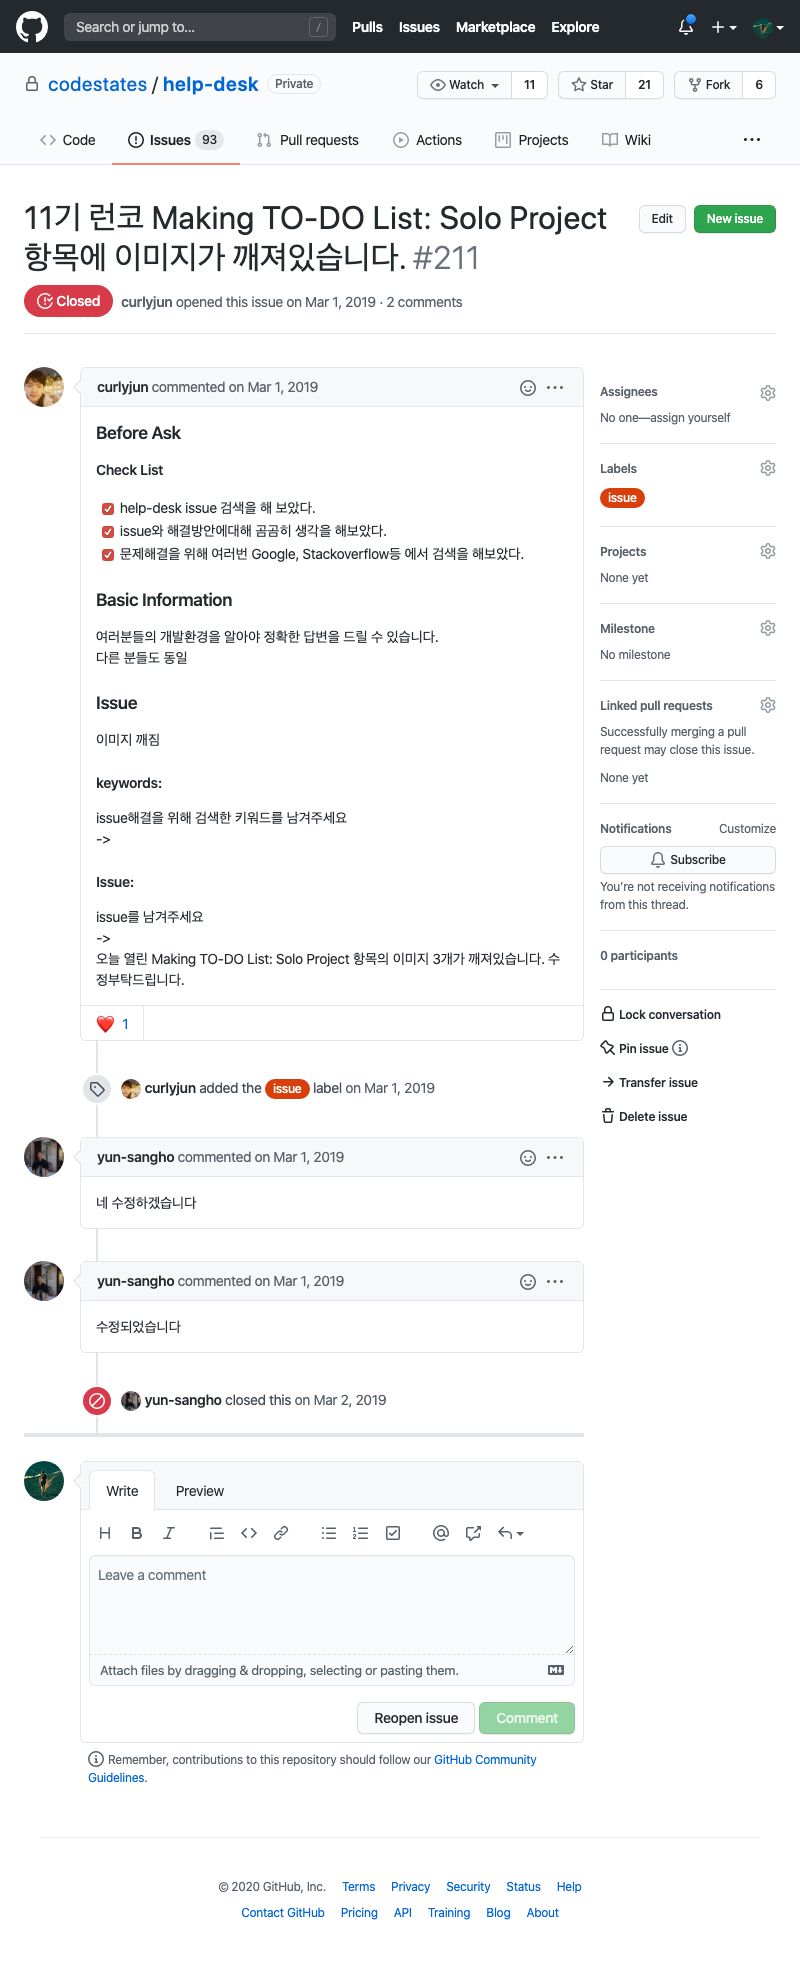 Search or jump to... /
Pulls Issues Marketplace Explore
codestates / help-desk Private
Watch 11 Star 21 Fork 6
Code Issues 93 Pull requests Actions Projects Wiki
11기 런코 Making TO-DO List: Solo Project
항목에 이미지가 깨져있습니다. #211
Edit New issue
Closed curlyjun opened this issue on Mar 1, 2019 · 2 comments
curlyjun commented on Mar 1, 2019
Before Ask
Check List
help-desk issue 검색을 해 보았다.
issue와 해결방안에대해 곰곰히 생각을 해보았다.
문제해결을 위해 여러번 Google, Stackoverflow등 에서 검색을 해보았다.
Basic Information
여러분들의 개발환경을 알아야 정확한 답변을 드릴 수 있습니다.
다른 분들도 동일
Issue
이미지 깨짐
keywords:
issue해결을 위해 검색한 키워드를 남겨주세요
->
Issue:
issue를 남겨주세요
->
오늘 열린 Making TO-DO List: Solo Project 항목의 이미지 3개가 깨져있습니다. 수
정부탁드립니다.
❤️ 1
curlyjun added the issue label on Mar 1, 2019
yun-sangho commented on Mar 1, 2019
네 수정하겠습니다
yun-sangho commented on Mar 1, 2019
수정되었습니다
yun-sangho closed this on Mar 2, 2019
Assignees
No one—assign yourself
Labels
issue
Projects
None yet
Milestone
No milestone
Linked pull requests
Successfully merging a pull
request may close this issue.
None yet
Notifications Customize
Subscribe
You're not receiving notifications
from this thread.
0 participants
Lock conversation
Pin issue
Transfer issue
Delete issue
Write Preview
Leave a comment
Attach files by dragging & dropping, selecting or pasting them.
Reopen issue Comment
Remember, contributions to this repository should follow our GitHub Community
Guidelines.
© 2020 GitHub, Inc. Terms Privacy Security Status Help
Contact GitHub Pricing API Training Blog About